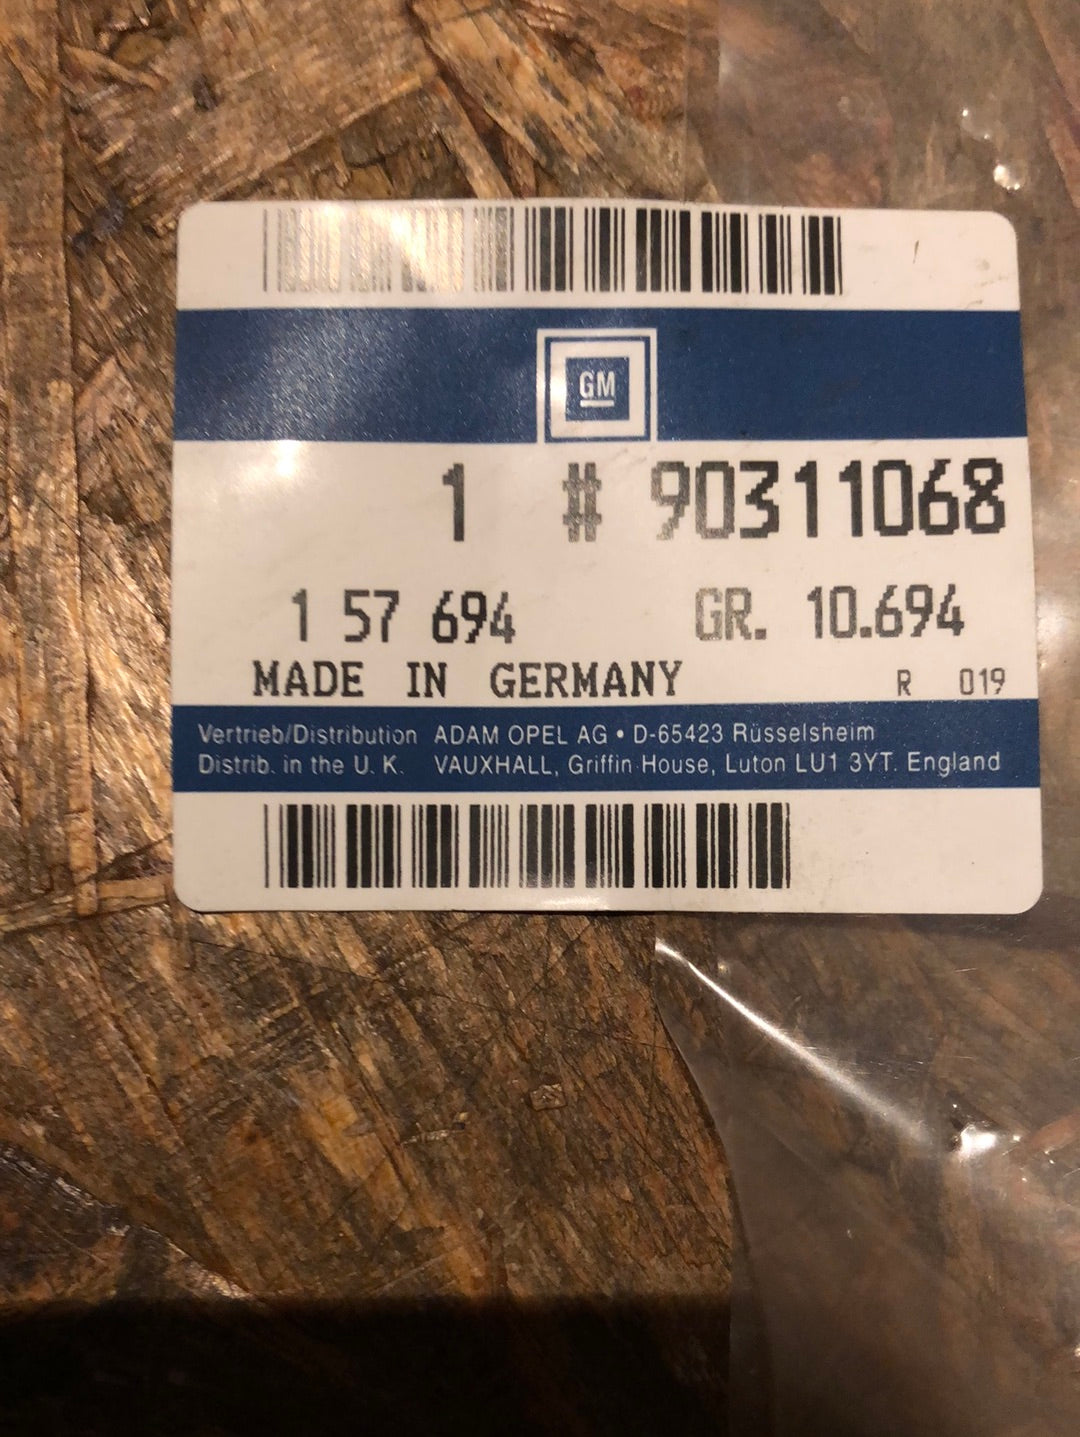 GM
1 # 90311068
1 57 694 GR. 10.694
MADE IN GERMANY R 019
Vertrieb/Distribution ADAM OPEL AG • D-65423 Rüsselsheim
Distrib. in the U. K. VAUXHALL, Griffin House, Luton LU1 3YT. England